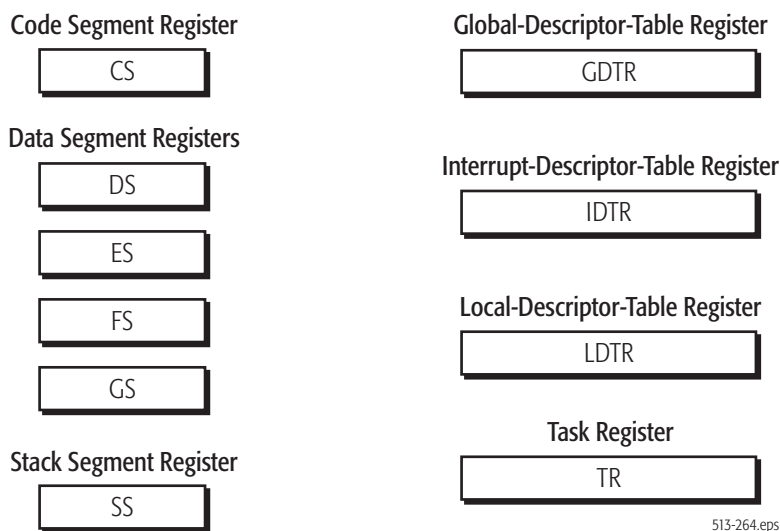 Code Segment Register
CS
Data Segment Registers
DS
ES
FS
GS
Stack Segment Register
SS
Global-Descriptor-Table Register
GDTR
Interrupt-Descriptor-Table Register
IDTR
Local-Descriptor-Table Register
LDTR
Task Register
TR
513-264.eps